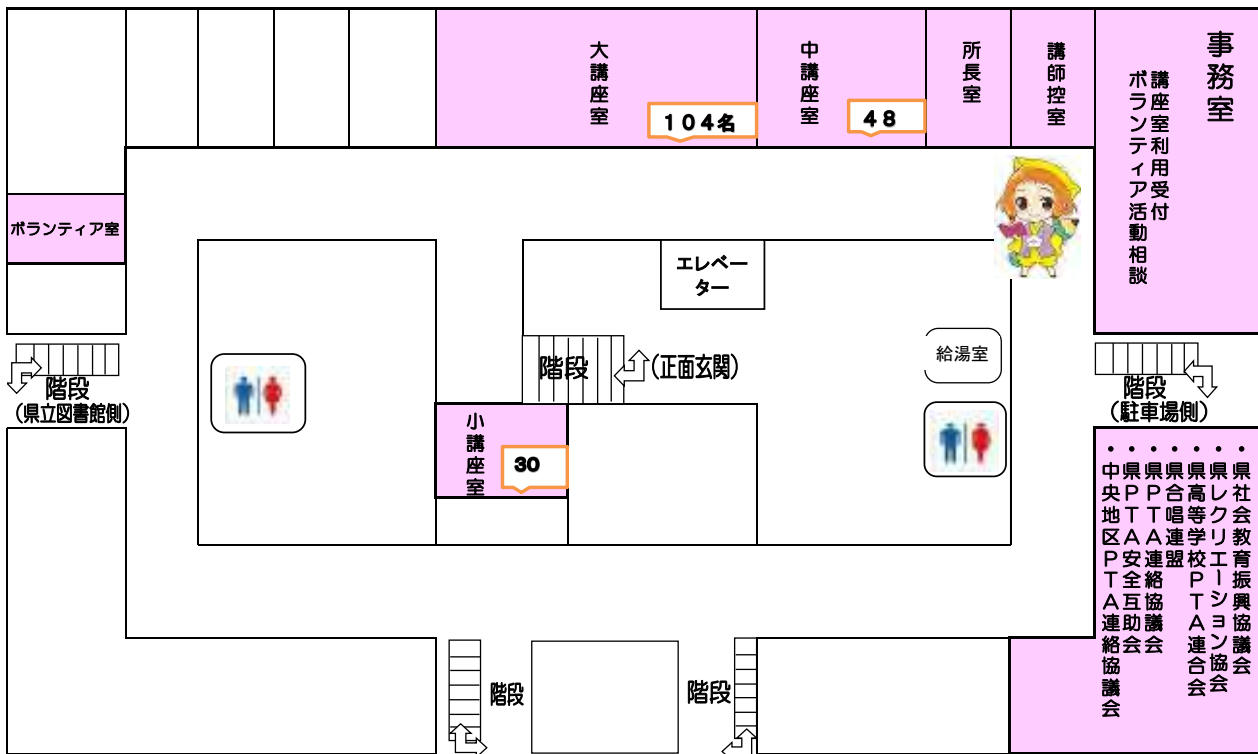 大講座室
104名
中講座室
48
所長室
講師控室
事務室
講座室利用受付
ボランティア活動相談
ボランティア室
エレベー
ター
階段
(正面玄関)
給湯室
階段
(県立図書館側)
階段
(駐車場側)
小講座室
30
・県社会教育振興協議会
・県レクリエーション協会
・県高等学校PTA連合会
・県合唱連盟
・県PTA連絡協議会
・県PTA安全互助会
・中央地区PTA連絡協議会
階段
階段